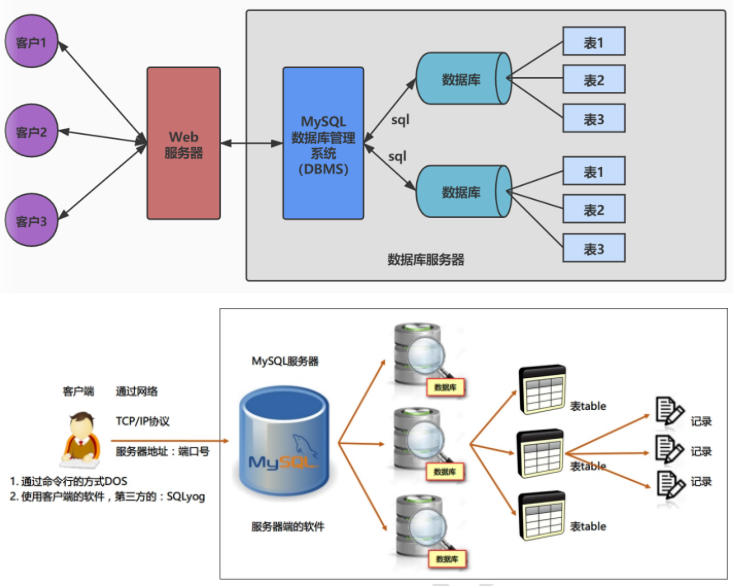 客户1
客户2
客户3
Web
服务器
MySQL
数据库管理
系统
（DBMS）
sql
sql
数据库
数据库
表1
表2
表3
表1
表2
表3
数据库服务器
客户端
通过网络
TCP/IP协议
服务器地址：端口号
1. 通过命令行的方式DOS
2. 使用客户端的软件，第三方的：SQLyog
MySQL服务器
MySQL
服务器端的软件
数据库
数据库
数据库
表table
表table
表table
记录
记录
记录